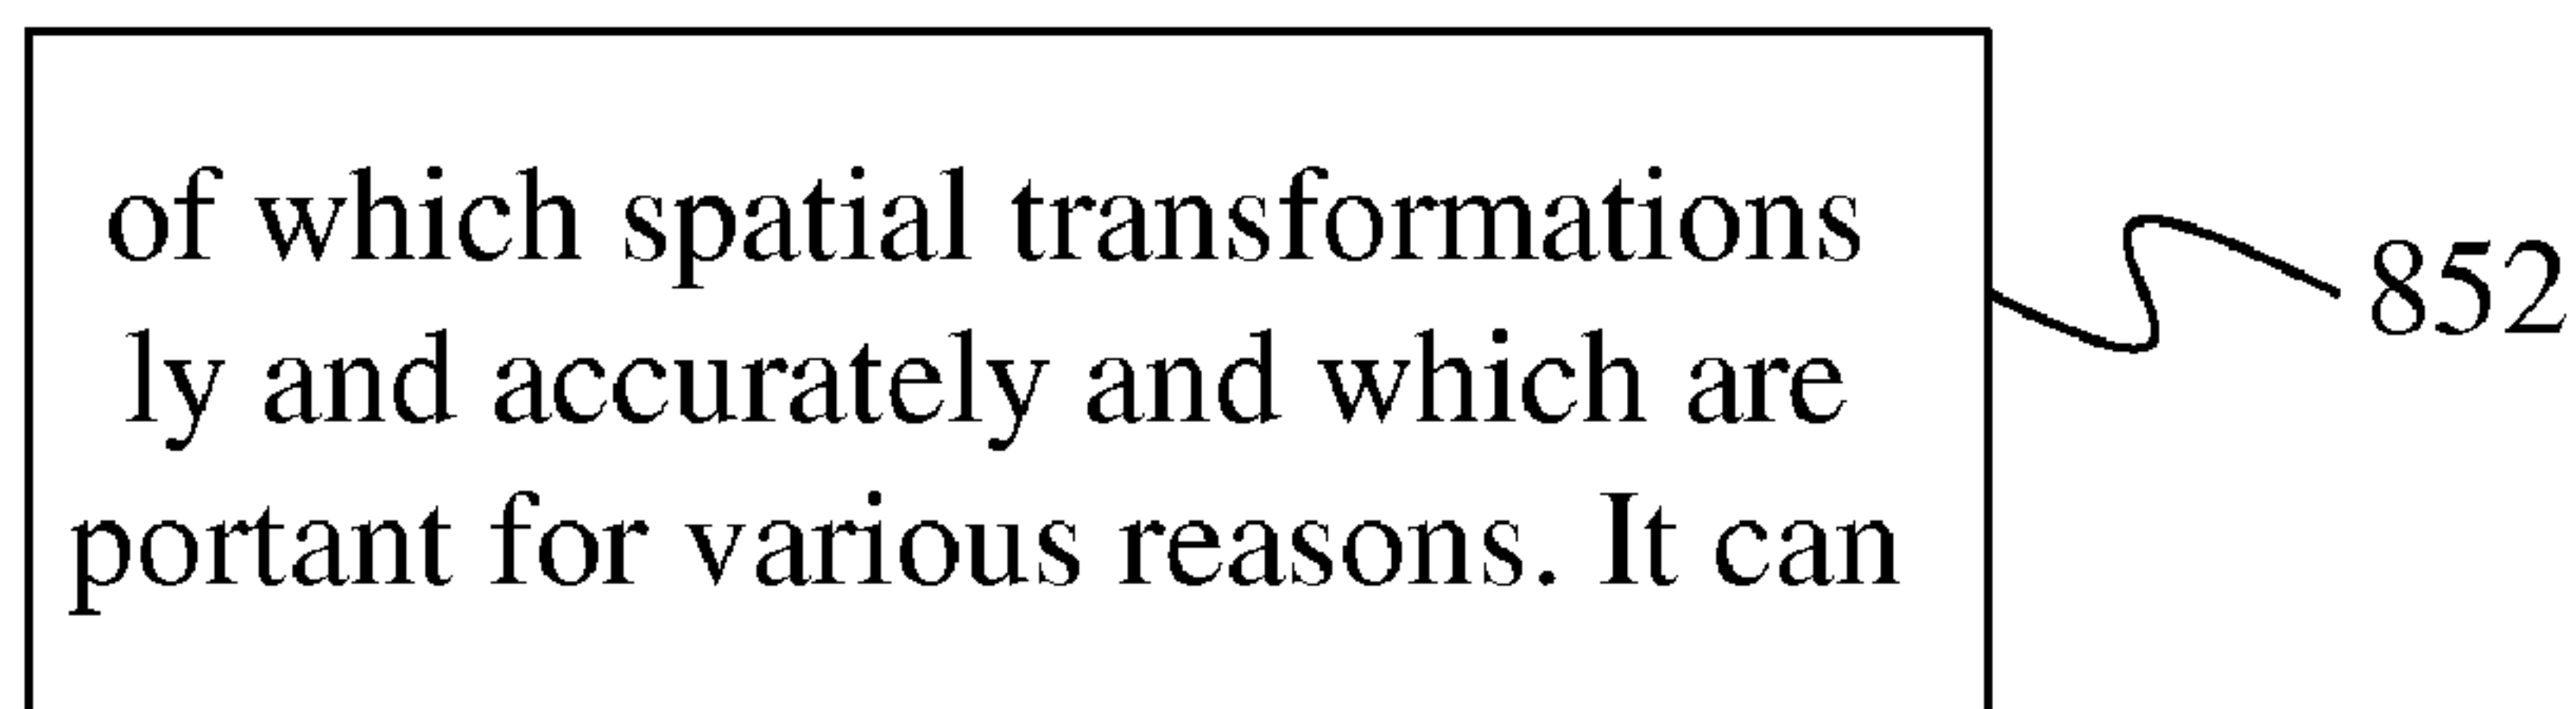 of which spatial transformations
852
ly and accurately and which are
portant for various reasons. It can